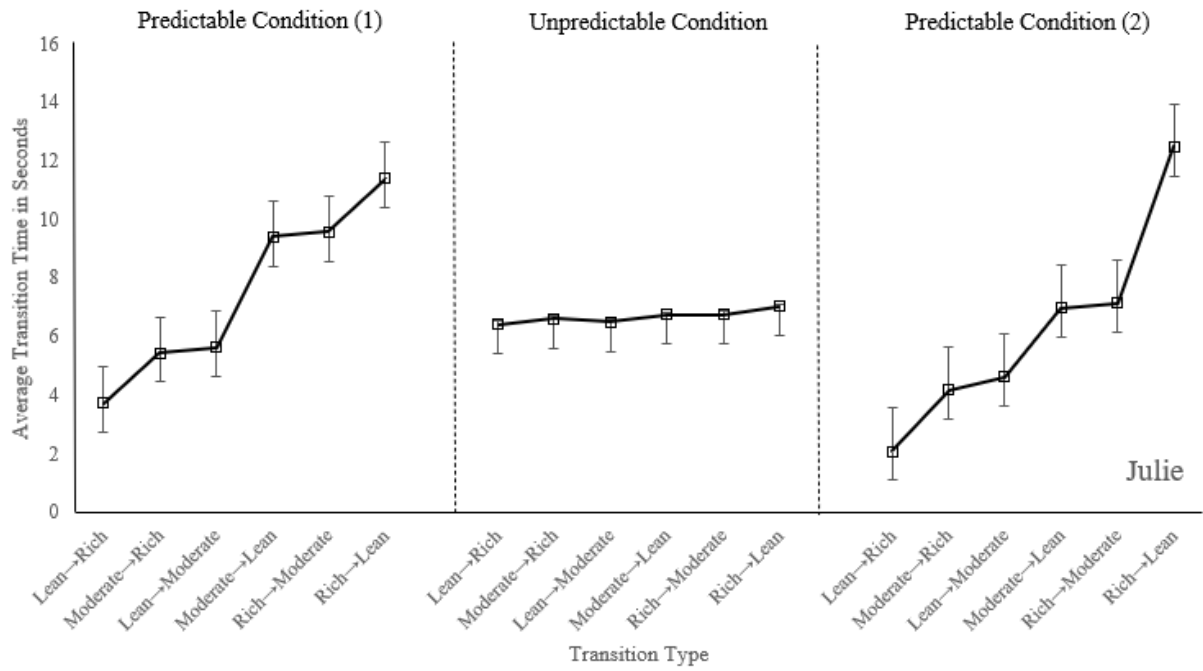 Predictable Condition (1)
Unpredictable Condition
Predictable Condition (2)
Average Transition Time in Seconds
16
14
12
10
8
6
4
2
0
Julie
Lean→Rich
Moderate→Rich
Lean→Moderate
Moderate→Lean
Rich→Moderate
Rich→Lean
Lean→Rich
Moderate→Rich
Lean→Moderate
Moderate→Lean
Rich→Moderate
Rich→Lean
Lean→Rich
Moderate→Rich
Lean→Moderate
Moderate→Lean
Rich→Moderate
Rich→Lean
Transition Type